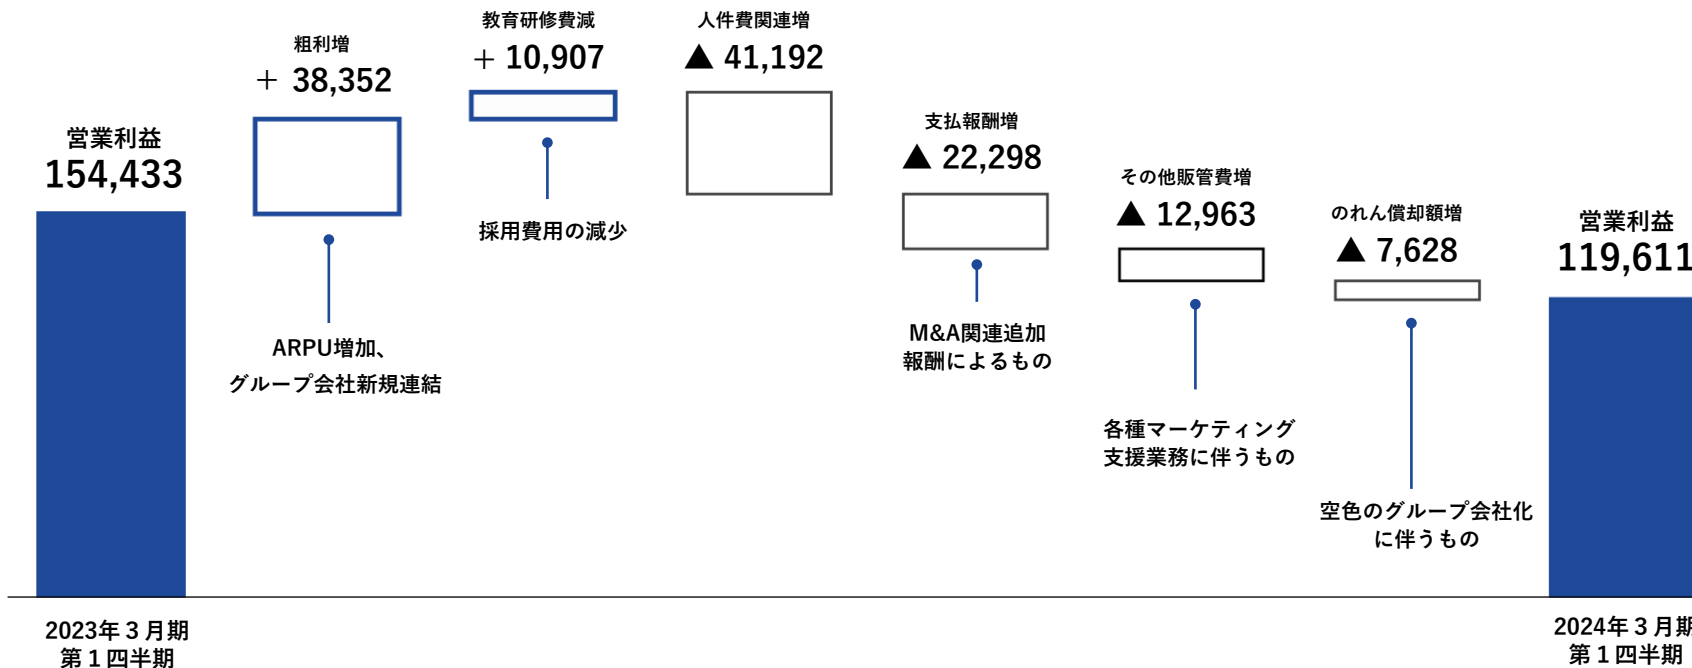 営業利益
154,433
2023年３月期
第１四半期
粗利増
＋ 38,352
ARPU増加、
グループ会社新規連結
教育研修費減
＋ 10,907
採用費用の減少
人件費関連増
▲ 41,192
支払報酬増
▲ 22,298
M&A関連追加
報酬によるもの
その他販管費増
▲ 12,963
各種マーケティング
支援業務に伴うもの
のれん償却額増
▲ 7,628
空色のグループ会社化
に伴うもの
営業利益
119,611
2024年３月期
第１四半期